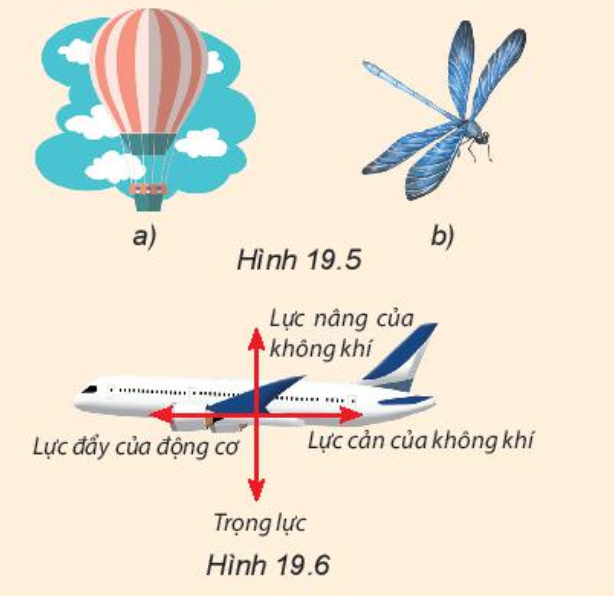 a)
b)
Hình 19.5
Lực nâng của
không khí
Lực đẩy của động cơ
Lực cản của không khí
Trọng lực
Hình 19.6